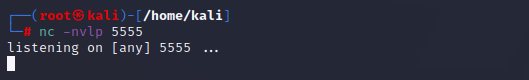 ┌──(root㉿kali)-[/home/kali]
└─# nc -nvlp 5555
listening on [any] 5555 ...